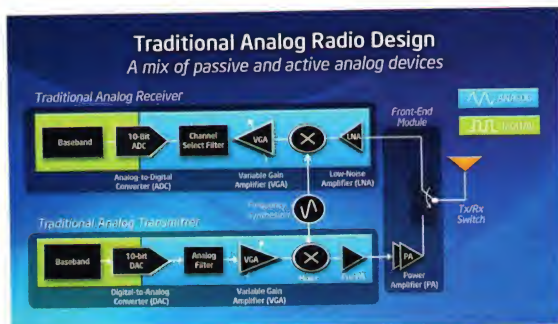 Traditional Analog Radio Design
A mix of passive and active analog devices
Traditional Analog Receiver
ANALOG
DIGITAL
Front-End
Module
Baseband
10-Bit
ADC
Channel
Select Filter
VGA
LNA
Analog-to-Digital
Converter (ADC)
Variable Gain
Amplifier (VGA)
Low-Noise
Amplifier (LNA)
Frequency
Synthesizer
Tx/Rx
Switch
Traditional Analog Transmitter
Baseband
10-bit
DAC
Analog
Filter
VGA
Mixer
Pre-PA
PA
Power
Amplifier (PA)
Digital-to-Analog
Converter (DAC)
Variable Gain
Amplifier (VGA)